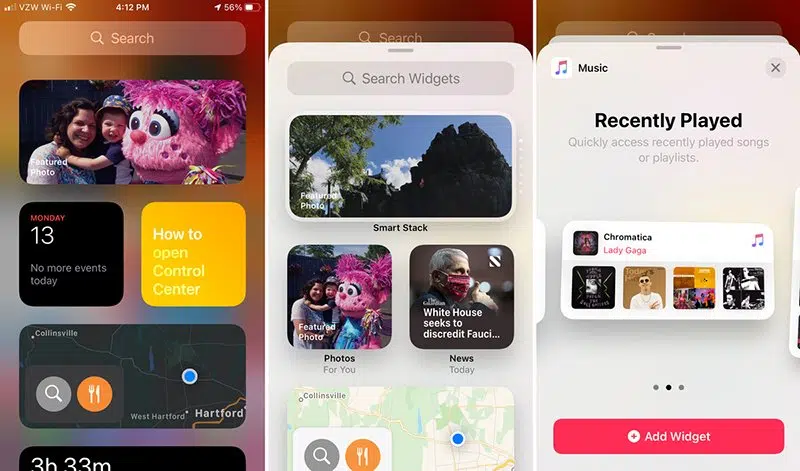 VZW Wi-Fi
4:12 PM
56%
Search
Featured
Photo
MONDAY
13
No more events
today
How to
open
Control
Center
Collinsville
West Hartford
Hartford
3h 33m
Search
Search Widgets
Featured
Photo
Smart Stack
Featured
Photo
Photos
For You
The
Guardian
White House
seeks to
discredit Fauci...
News
Today
Collinsville
Search
Music
Recently Played
Quickly access recently played songs
or playlists.
Chromatica
Lady Gaga
Add Widget